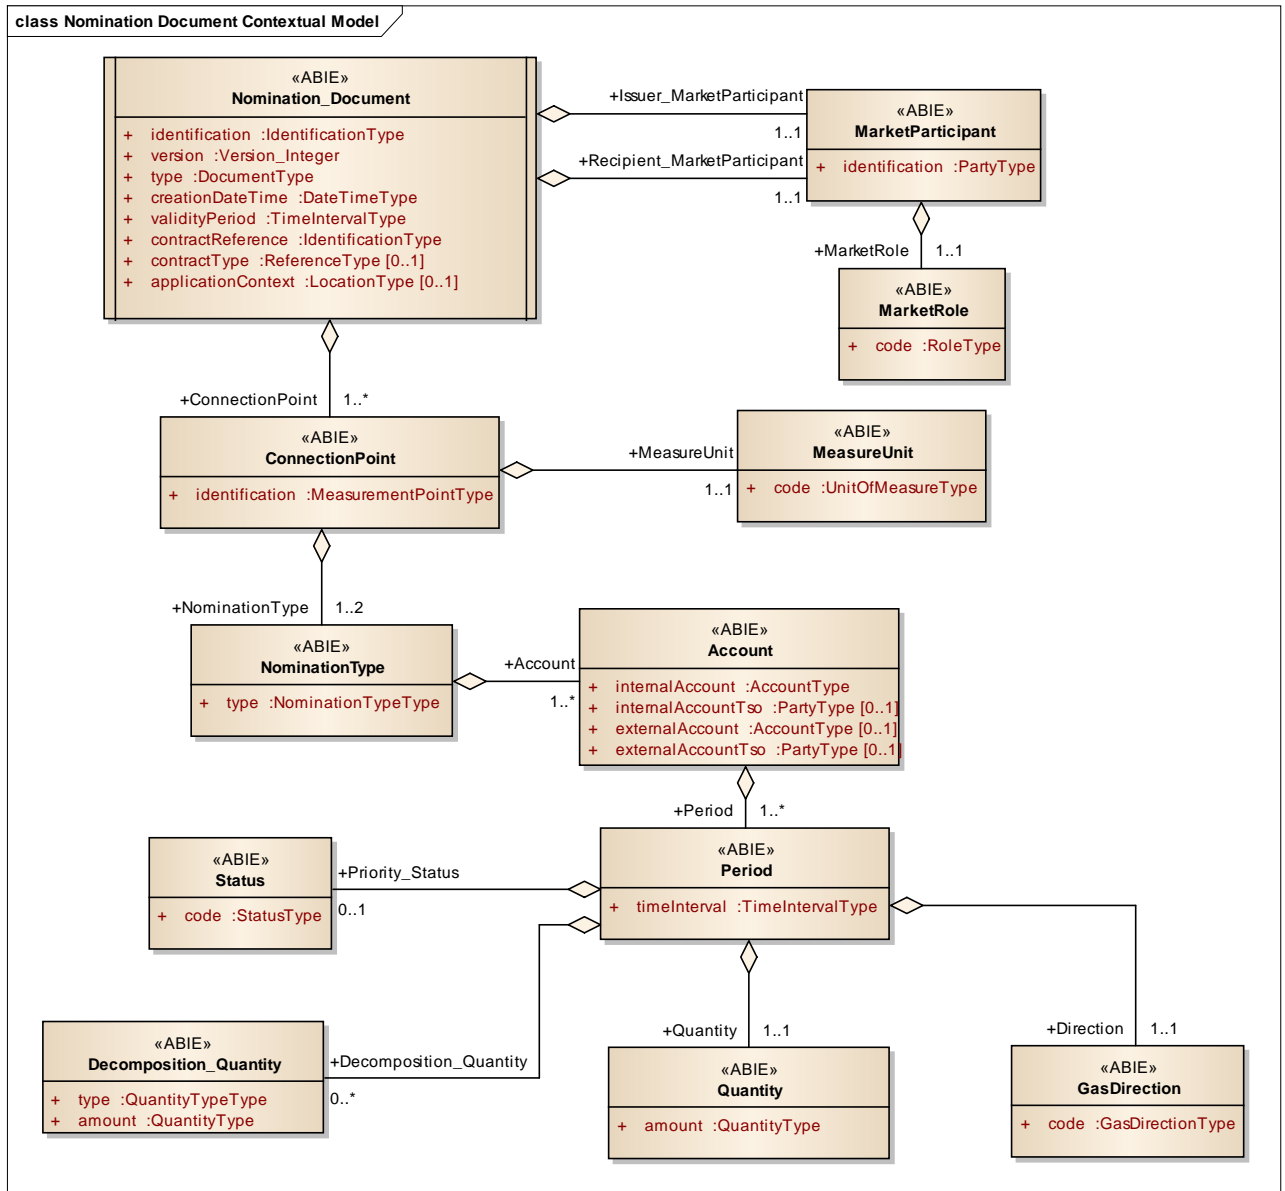 class Nomination Document Contextual Model
«ABIE»
Nomination_Document
+ identification :IdentificationType
+ version :Version_Integer
+ type :DocumentType
+ creationDateTime :DateTimeType
+ validityPeriod :TimeIntervalType
+ contractReference :IdentificationType
+ contractType :ReferenceType [0..1]
+ applicationContext :LocationType [0..1]
+Issuer_MarketParticipant
1..1
+Recipient_MarketParticipant
1..1
«ABIE»
MarketParticipant
+ identification :PartyType
+MarketRole 1..1
«ABIE»
MarketRole
+ code :RoleType
+ConnectionPoint 1..*
«ABIE»
ConnectionPoint
+ identification :MeasurementPointType
+MeasureUnit
1..1
«ABIE»
MeasureUnit
+ code :UnitOfMeasureType
+NominationType 1..2
«ABIE»
NominationType
+ type :NominationTypeType
+Account
1..*
«ABIE»
Account
+ internalAccount :AccountType
+ internalAccountTso :PartyType [0..1]
+ externalAccount :AccountType [0..1]
+ externalAccountTso :PartyType [0..1]
+Period 1..*
«ABIE»
Period
+ timeInterval :TimeIntervalType
+Priority_Status
0..1
«ABIE»
Status
+ code :StatusType
+Decomposition_Quantity
0..*
«ABIE»
Decomposition_Quantity
+ type :QuantityTypeType
+ amount :QuantityType
+Quantity 1..1
«ABIE»
Quantity
+ amount :QuantityType
+Direction 1..1
«ABIE»
GasDirection
+ code :GasDirectionType